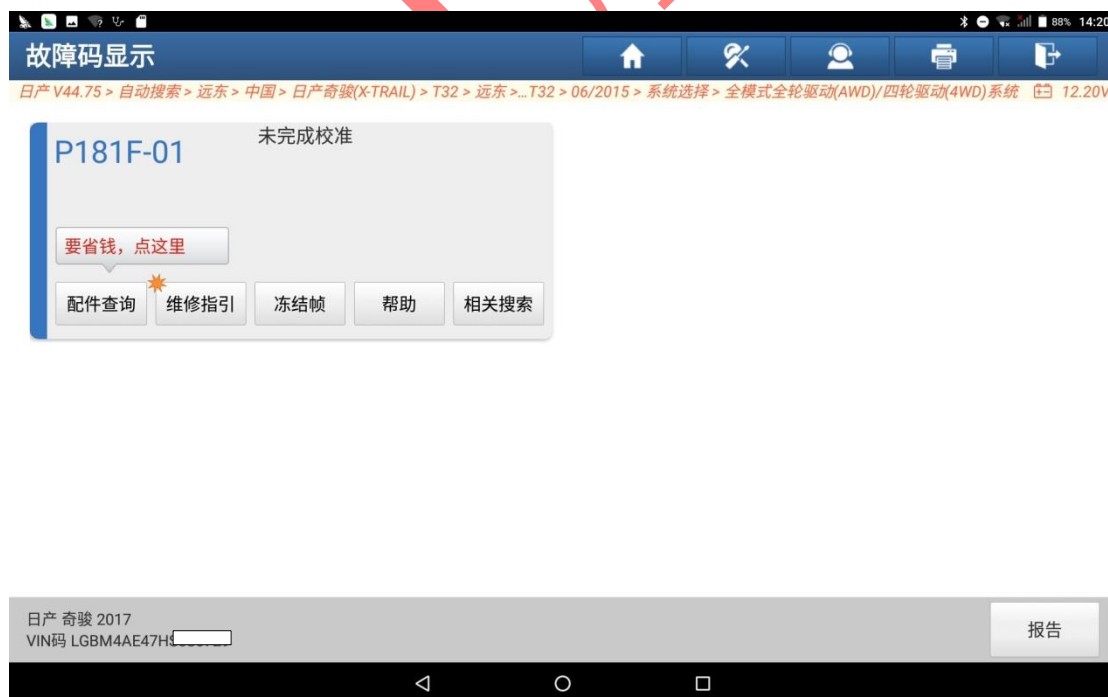 88% 14:20
故障码显示
日产 V44.75 > 自动搜索 > 远东 > 中国 > 日产奇骏(X-TRAIL) > T32 > 远东 >...T32 > 06/2015 > 系统选择 > 全模式全轮驱动(AWD)/四轮驱动(4WD)系统 12.20V
P181F-01 未完成校准
要省钱，点这里
配件查询 维修指引 冻结帧 帮助 相关搜索
日产 奇骏 2017
VIN码 LGBM4AE47H
报告